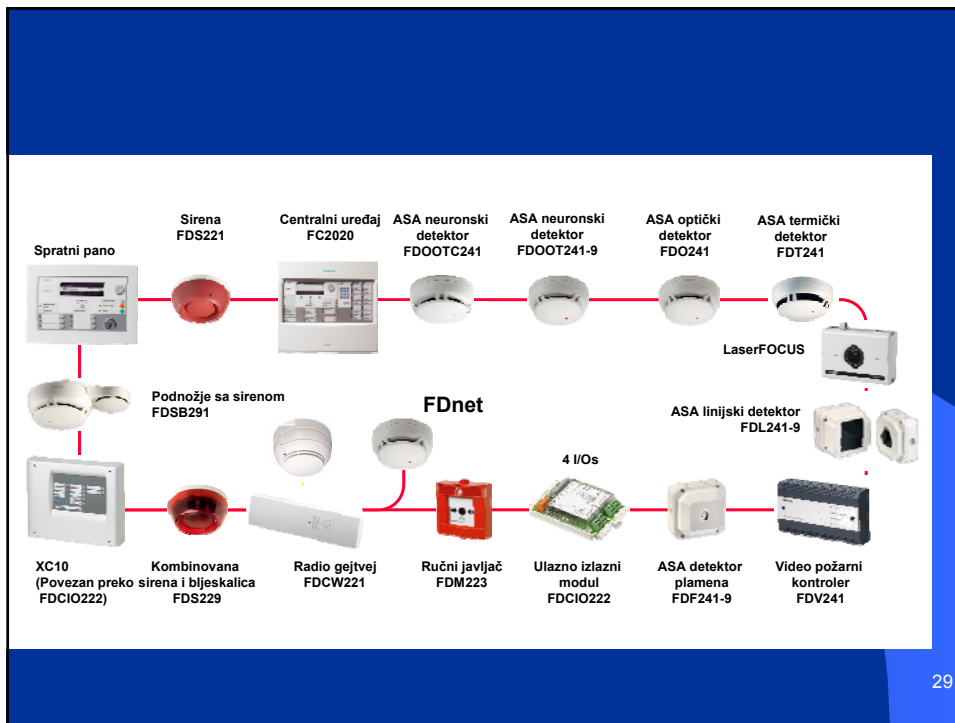 Spratni pano
Sirena
FDS221
Centralni uređaj
FC2020
ASA neuronski
detektor
FDOOTC241
ASA neuronski
detektor
FDOOT241-9
ASA optički
detektor
FDO241
ASA termički
detektor
FDT241
LaserFOCUS
Podnožje sa sirenom
FDSB291
FDnet
ASA linijski detektor
FDL241-9
4 I/Os
XC10
(Povezan preko
FDCIO222)
Kombinovana
sirena i bljeskalica
FDS229
Radio gejtvej
FDCW221
Ručni javljač
FDM223
Ulazno izlazni
modul
FDCIO222
ASA detektor
plamena
FDF241-9
Video požarni
kontroler
FDV241
29